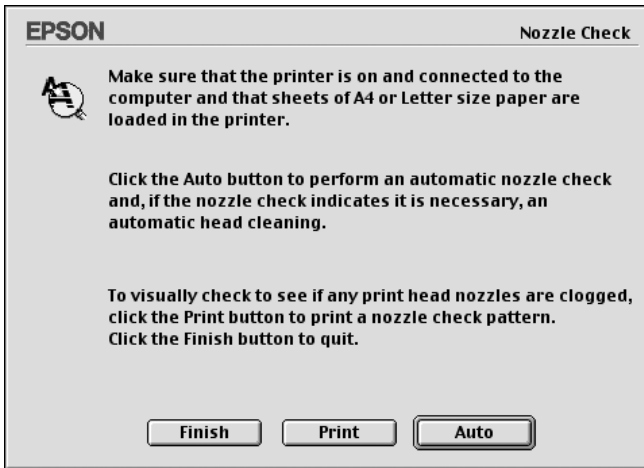 EPSON
Nozzle Check
Make sure that the printer is on and connected to the
computer and that sheets of A4 or Letter size paper are
loaded in the printer.
Click the Auto button to perform an automatic nozzle check
and, if the nozzle check indicates it is necessary, an
automatic head cleaning.
To visually check to see if any print head nozzles are clogged,
click the Print button to print a nozzle check pattern.
Click the Finish button to quit.
Finish
Print
Auto